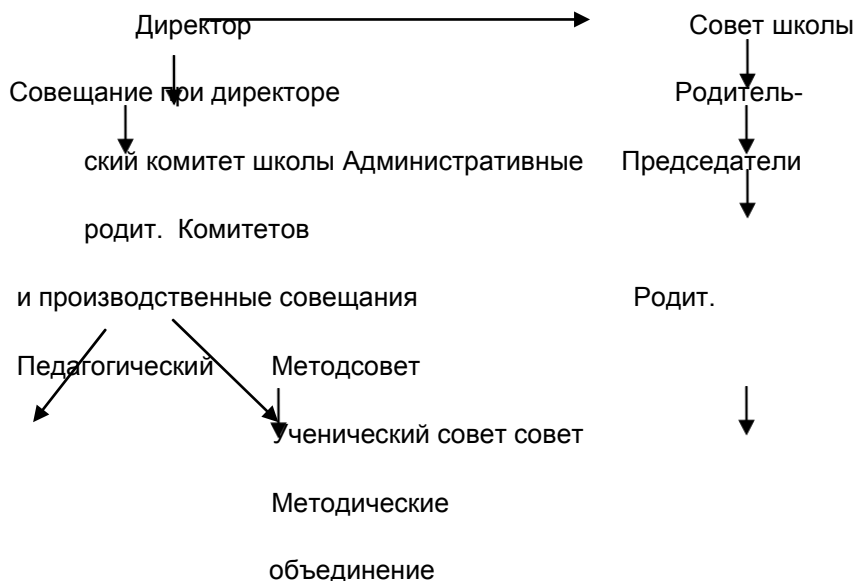 Директор Совет школы
Совещание при директоре Родитель-
ский комитет школы Административные Председатели
родит. Комитетов
и производственные совещания Родит.
Педагогический Методсовет
Ученический совет совет
Методические
объединение